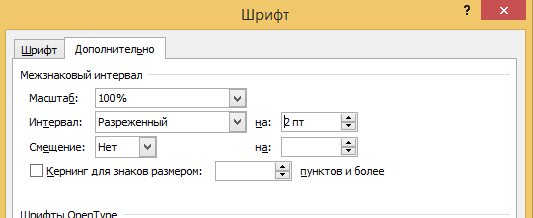 Шрифт
?
Шрифт Дополнительно
Межзнаковый интервал
Масштаб: 100%
Интервал: Разреженный на: 2 пт
Смещение: Нет на:
Кернинг для знаков размером: пунктов и более
Шрифты OpenType